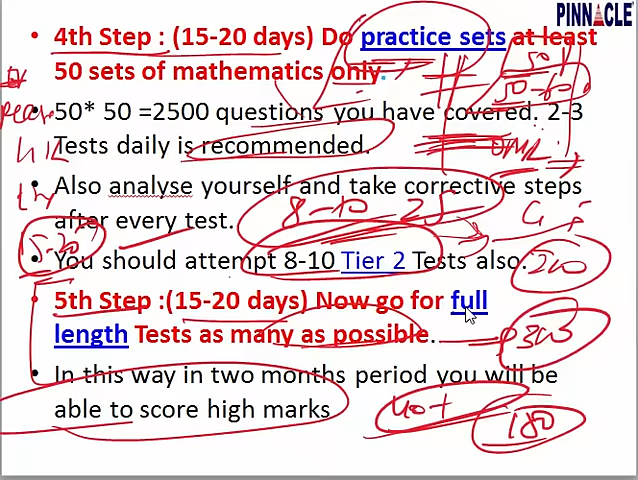 PINNACLE
4th Step : (15-20 days) Do practice sets at least
50 sets of mathematics only.
50* 50 =2500 questions you have covered. 2-3
Tests daily is recommended.
Also analyse yourself and take corrective steps
after every test.
You should attempt 8-10 Tier 2 Tests also.
5th Step :(15-20 days) Now go for full
length Tests as many as possible.
In this way in two months period you will be
able to score high marks
8-10 25
15-20
200
40+
180